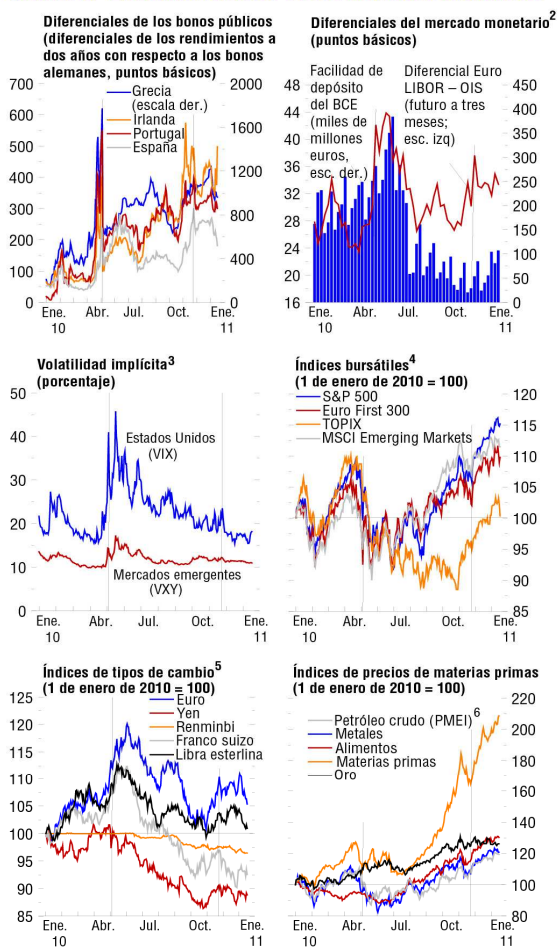 Diferenciales de los bonos públicos
(diferenciales de los rendimientos a
dos años con respecto a los bonos
alemanes, puntos básicos)
700
600
500
400
300
200
100
0
2000
1600
1200
800
400
0
Grecia
(escala der.)
Irlanda
Portugal
España
Ene.
10
Abr.
Jul.
Oct.
Ene.
11
Diferenciales del mercado monetario2
(puntos básicos)
48
44
40
36
32
28
24
20
16
450
400
350
300
250
200
150
100
50
0
Facilidad de
depósito
del BCE
(miles de
millones
euros,
esc. der.)
Diferencial Euro
LIBOR – OIS
(futuro a tres
meses;
esc. izq)
Ene.
10
Abr.
Jul.
Oct.
Ene.
11
Volatilidad implícita3
(porcentaje)
50
40
30
20
10
0
Estados Unidos
(VIX)
Mercados emergentes
(VXY)
Ene.
10
Abr.
Jul.
Oct.
Ene.
11
Índices bursátiles4
(1 de enero de 2010 = 100)
S&P 500
Euro First 300
TOPIX
MSCI Emerging Markets
120
115
110
105
100
95
90
85
Ene.
10
Abr.
Jul.
Oct.
Ene.
11
Índices de tipos de cambio5
(1 de enero de 2010 = 100)
125
120
115
110
105
100
95
90
85
Euro
Yen
Renminbi
Franco suizo
Libra esterlina
Ene.
10
Abr.
Jul.
Oct.
Ene.
11
Índices de precios de materias primas
(1 de enero de 2010 = 100)
Petróleo crudo (PMEI)6
Metales
Alimentos
Materias primas
Oro
220
200
180
160
140
120
100
80
Ene.
10
Abr.
Jul.
Oct.
Ene.
11